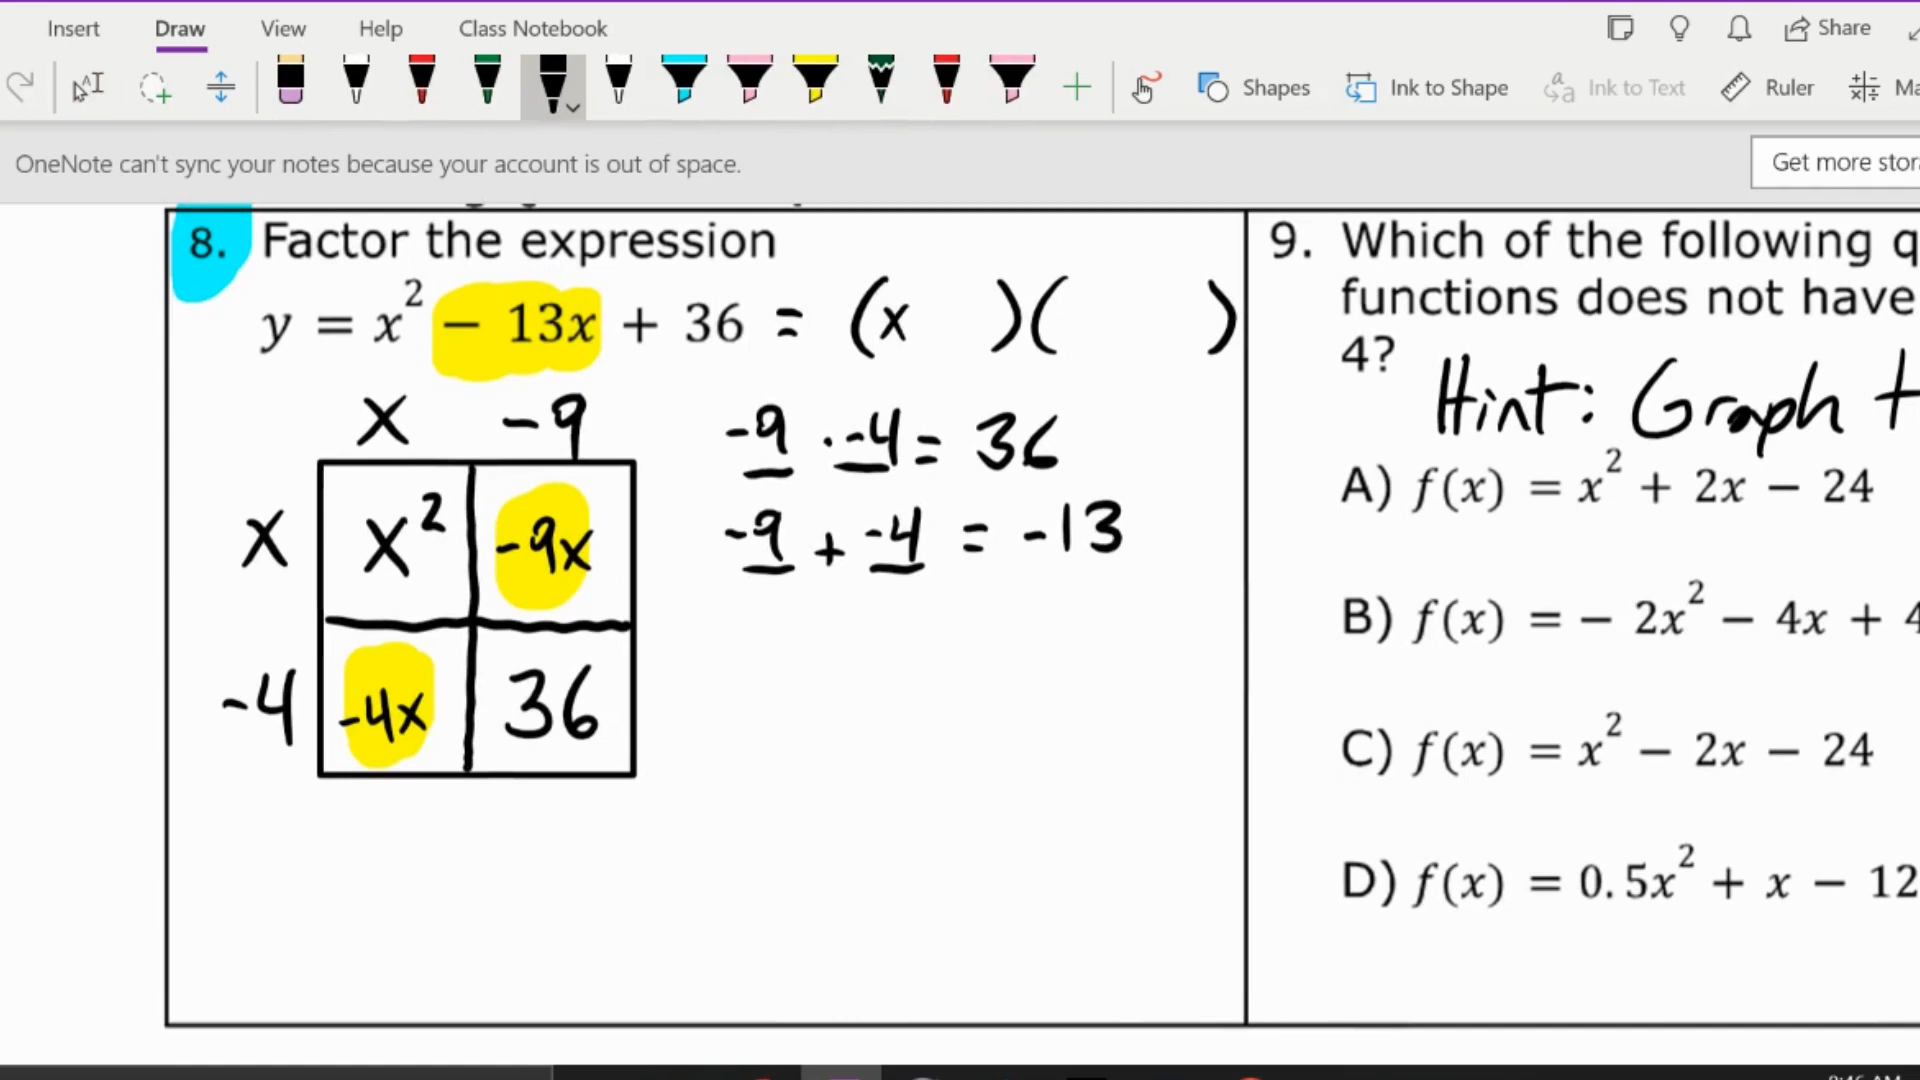 Insert Draw View Help Class Notebook Share
Shapes Ink to Shape Ink to Text Ruler
OneNote can't sync your notes because your account is out of space. Get more
8. Factor the expression
y = x² − 13x + 36 = (x )( )
x -9
x x² -9x
-4 -4x 36
-9 · -4 = 36
-9 + -4 = -13
9. Which of the following
functions does not have
4?
Hint: Graph
A) f(x) = x² + 2x − 24
B) f(x) = − 2x² − 4x + 4
C) f(x) = x² − 2x − 24
D) f(x) = 0.5x² + x − 12